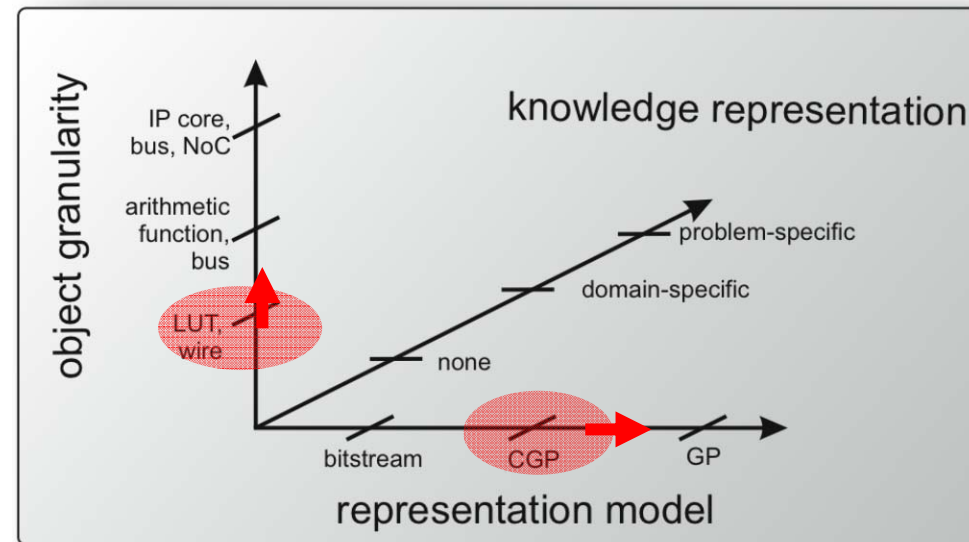 object granularity
IP core,
bus, NoC
arithmetic
function,
bus
LUT,
wire
knowledge representation
problem-specific
domain-specific
none
bitstream
CGP
GP
representation model